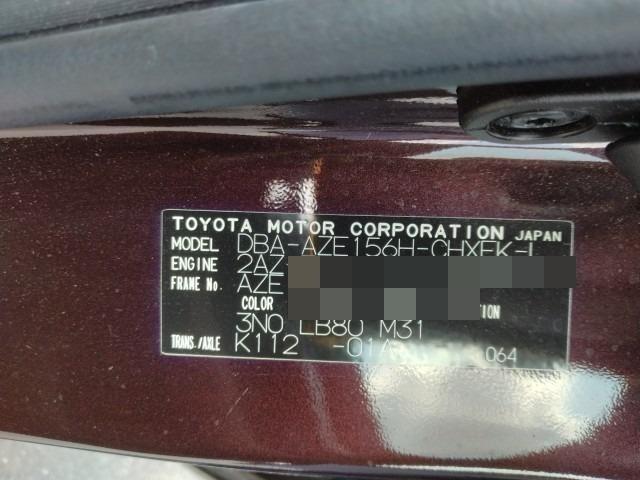 TOYOTA MOTOR CORPORATION JAPAN
MODEL DBA-AZE156H-CHXEK-L
ENGINE 2AZ-
FRAME No. AZE
COLOR
3N0 LB80 M31
TRANS./AXLE K112 -01A 064